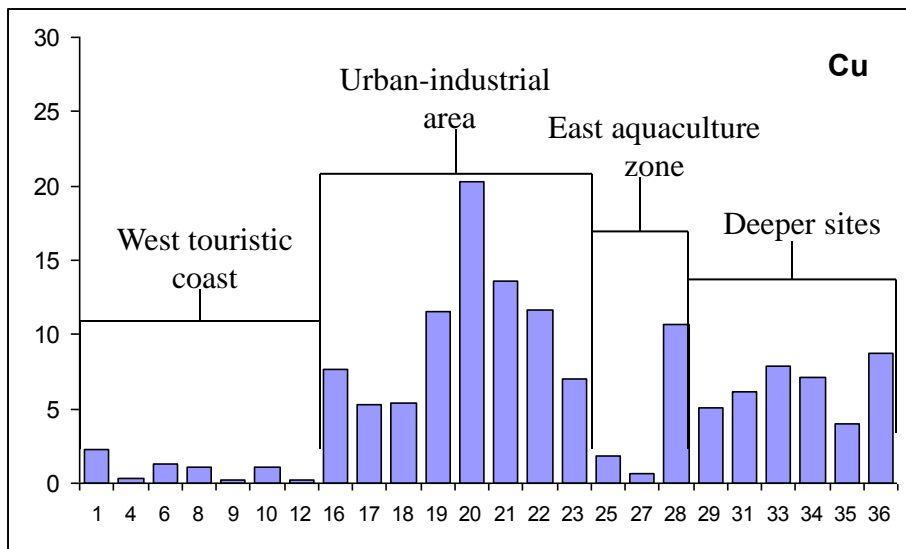 Cu
30
25
20
15
10
5
0
Urban-industrial
area
East aquaculture
zone
West touristic
coast
Deeper sites
1 4 6 8 9 10 12 16 17 18 19 20 21 22 23 25 27 28 29 31 33 34 35 36